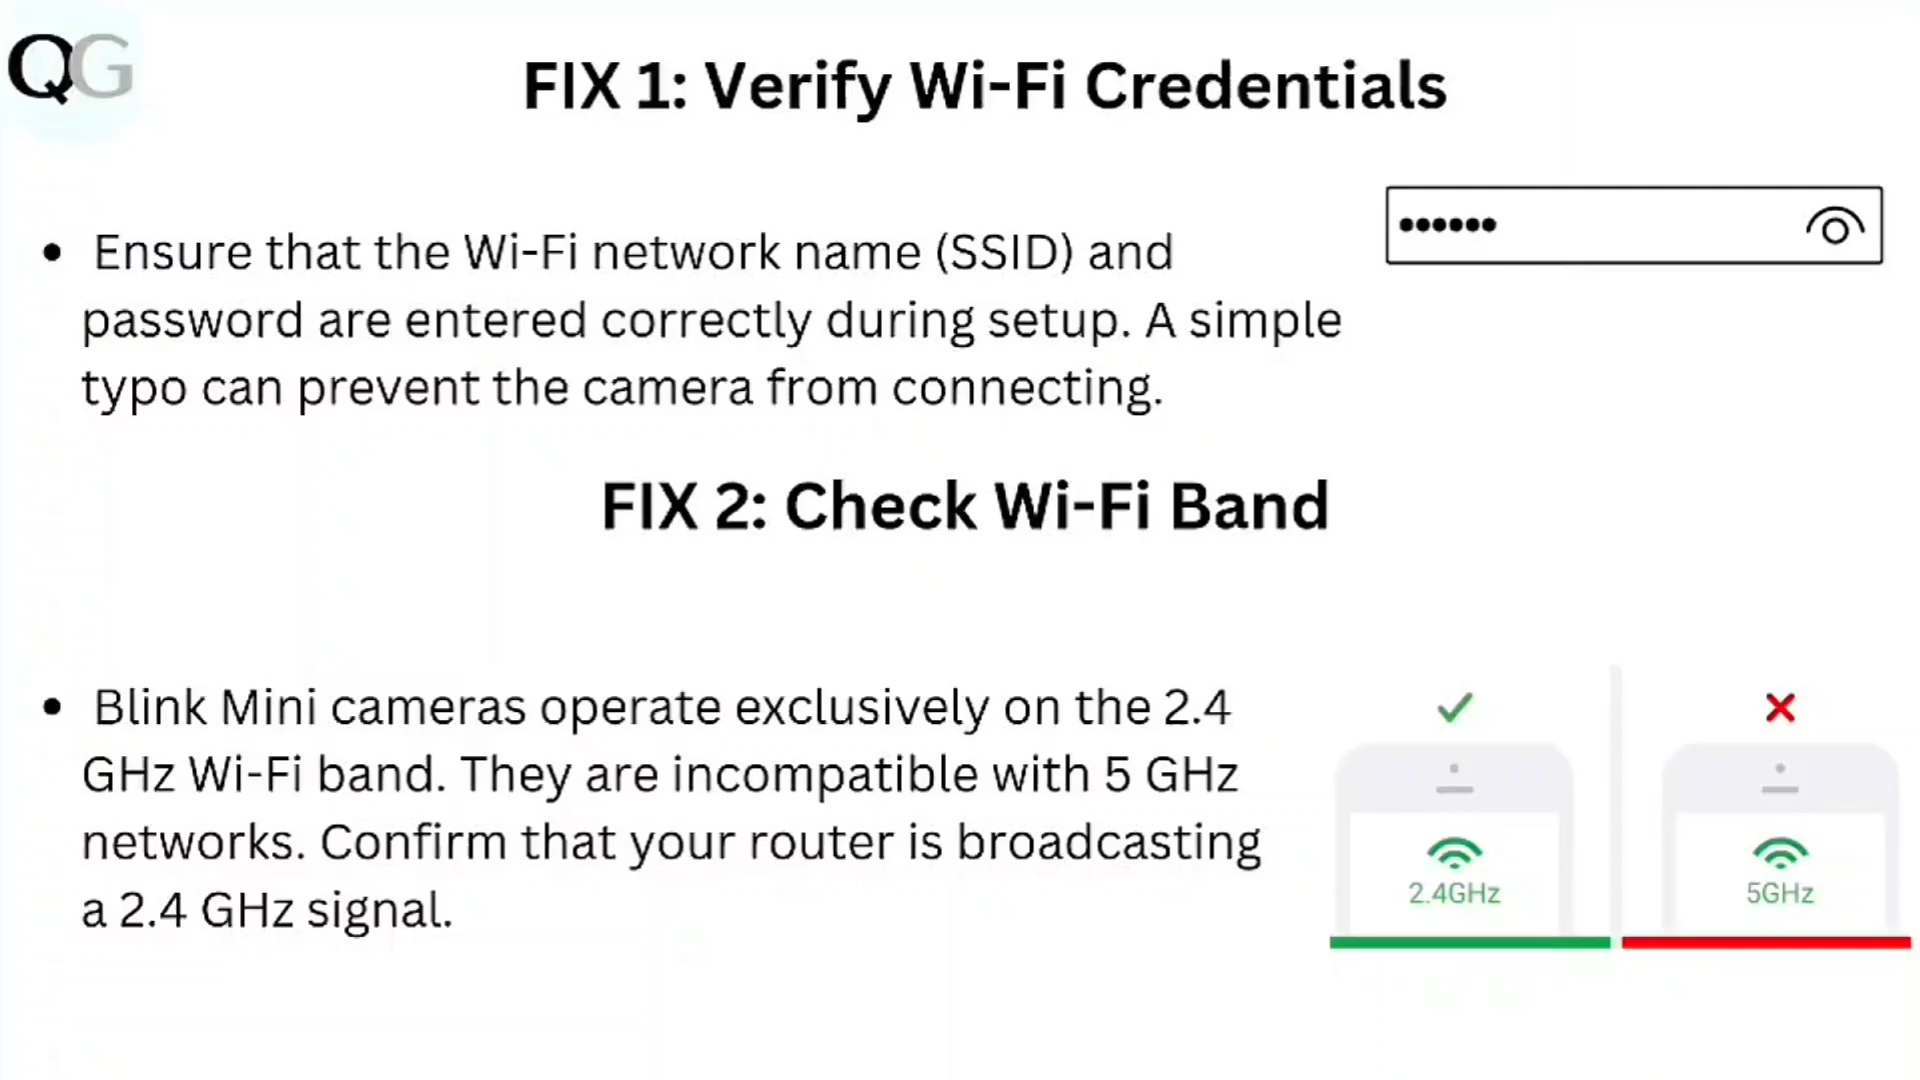 QG
FIX 1: Verify Wi-Fi Credentials
• Ensure that the Wi-Fi network name (SSID) and
password are entered correctly during setup. A simple
typo can prevent the camera from connecting.
FIX 2: Check Wi-Fi Band
• Blink Mini cameras operate exclusively on the 2.4
GHz Wi-Fi band. They are incompatible with 5 GHz
networks. Confirm that your router is broadcasting
a 2.4 GHz signal.
2.4GHz
5GHz